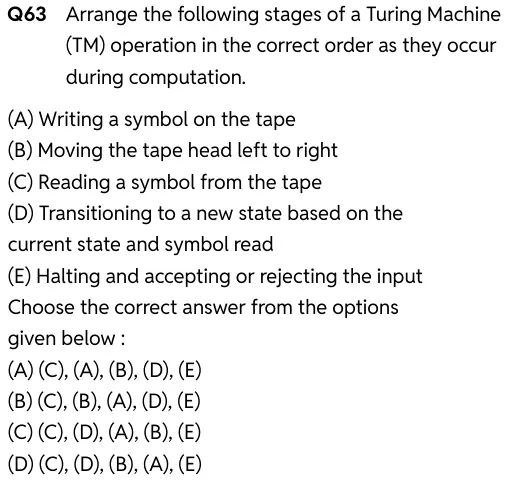 Q63 Arrange the following stages of a Turing Machine
(TM) operation in the correct order as they occur
during computation.
(A) Writing a symbol on the tape
(B) Moving the tape head left to right
(C) Reading a symbol from the tape
(D) Transitioning to a new state based on the
current state and symbol read
(E) Halting and accepting or rejecting the input
Choose the correct answer from the options
given below :
(A) (C), (A), (B), (D), (E)
(B) (C), (B), (A), (D), (E)
(C) (C), (D), (A), (B), (E)
(D) (C), (D), (B), (A), (E)